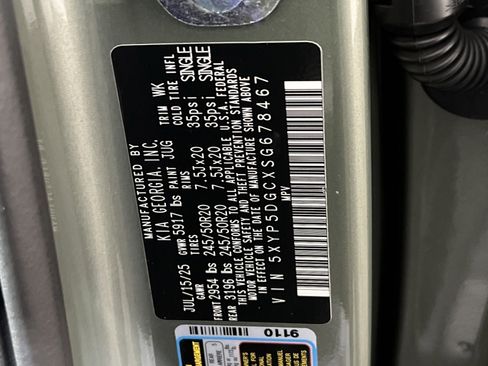 MANUFACTURED BY
KIA GEORGIA, INC.
JUL/15/25 GVWR 5917 lbs PAINT JUG TRIM WK
GAWR TIRES RIMS COLD TIRE INFL
FRONT 2954 lbs 245/50R20 7.5Jx20 35psi SINGLE
REAR 3196 lbs 245/50R20 7.5Jx20 35psi SINGLE
THIS VEHICLE CONFORMS TO ALL APPLICABLE U.S.A. FEDERAL
MOTOR VEHICLE SAFETY, BUMPER, AND THEFT PREVENTION STANDARDS
IN EFFECT ON THE DATE OF MANUFACTURE SHOWN ABOVE
VIN 5XYP5DGCXSG678467
MPV
9110